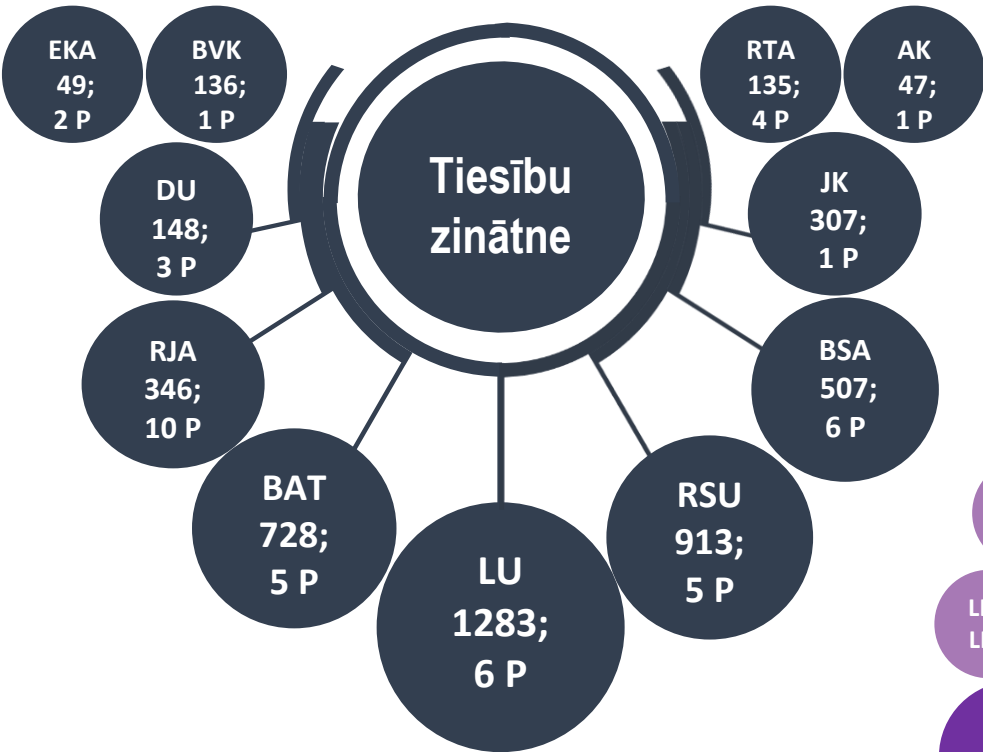 EKA
49;
2 P
BVK
136;
1 P
RTA
135;
4 P
AK
47;
1 P
Tiesību
zinātne
DU
148;
3 P
JK
307;
1 P
RJA
346;
10 P
BSA
507;
6 P
BAT
728;
5 P
RSU
913;
5 P
LU
1283;
6 P